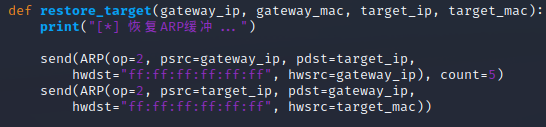 def restore_target(gateway_ip, gateway_mac, target_ip, target_mac):
    print("[*] 恢复ARP缓冲 ...")

    send(ARP(op=2, psrc=gateway_ip, pdst=target_ip,
        hwdst="ff:ff:ff:ff:ff:ff", hwsrc=gateway_ip), count=5)
    send(ARP(op=2, psrc=target_ip, pdst=gateway_ip,
        hwdst="ff:ff:ff:ff:ff:ff", hwsrc=target_mac))